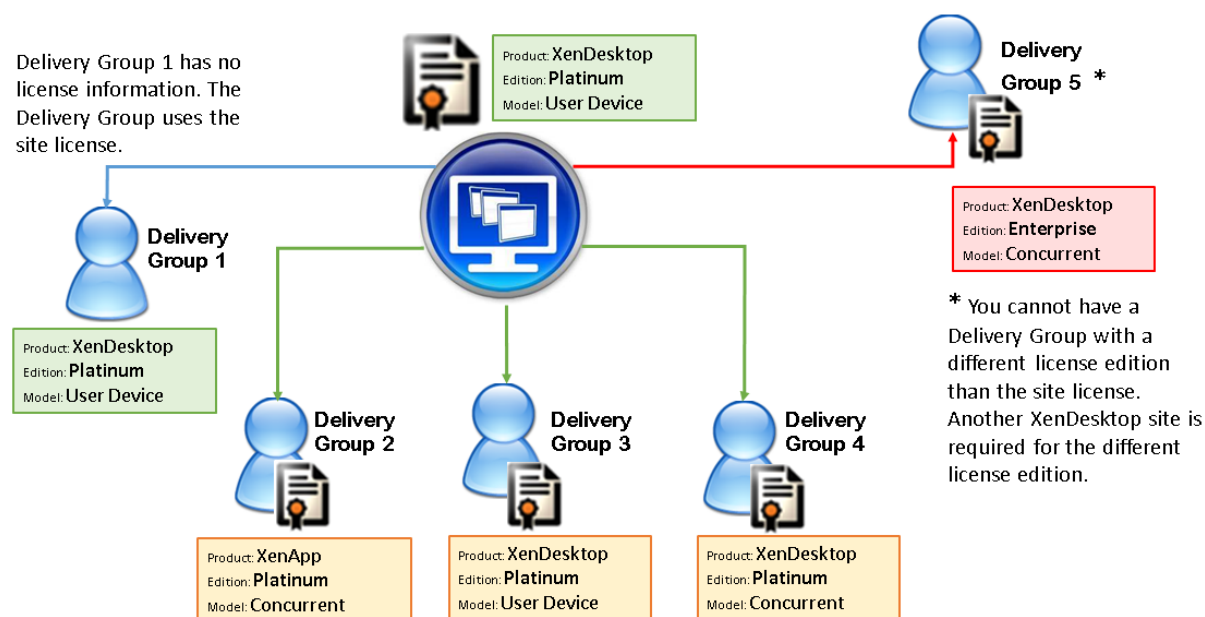 Delivery Group 1 has no
license information. The
Delivery Group uses the
site license.
Product: XenDesktop
Edition: Platinum
Model: User Device
Delivery
Group 5 *
Delivery
Group 1
Product: XenDesktop
Edition: Platinum
Model: User Device
Product: XenDesktop
Edition: Enterprise
Model: Concurrent
* You cannot have a
Delivery Group with a
different license edition
than the site license.
Another XenDesktop site is
required for the different
license edition.
Delivery
Group 2
Product: XenApp
Edition: Platinum
Model: Concurrent
Delivery
Group 3
Product: XenDesktop
Edition: Platinum
Model: User Device
Delivery
Group 4
Product: XenDesktop
Edition: Platinum
Model: Concurrent